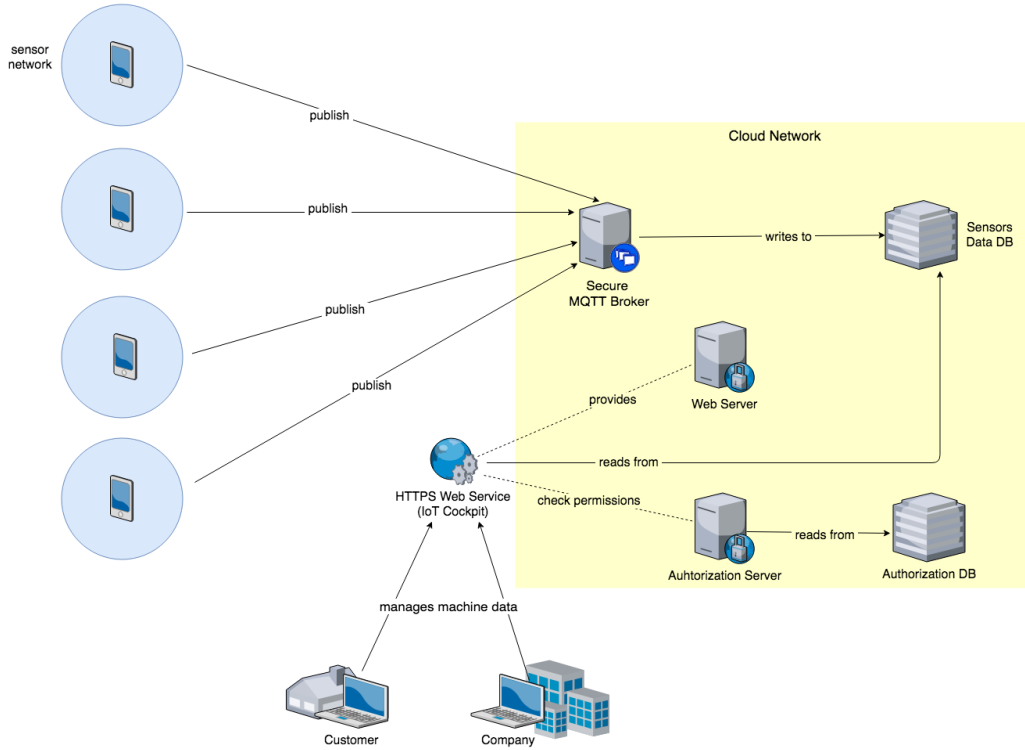 sensor
network
publish
Cloud Network
publish
writes to
Sensors
Data DB
Secure
MQTT Broker
publish
publish
provides
Web Server
reads from
HTTPS Web Service
(IoT Cockpit)
check permissions
reads from
Auhtorization Server
Authorization DB
manages machine data
Customer
Company